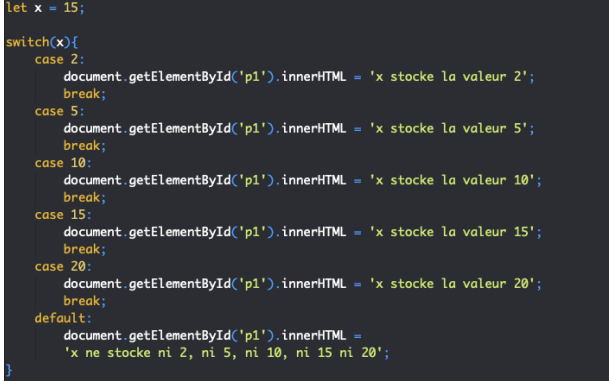 let x = 15;
switch(x){
case 2:
document.getElementById('p1').innerHTML = 'x stocke la valeur 2';
break;
case 5:
document.getElementById('p1').innerHTML = 'x stocke la valeur 5';
break;
case 10:
document.getElementById('p1').innerHTML = 'x stocke la valeur 10';
break;
case 15:
document.getElementById('p1').innerHTML = 'x stocke la valeur 15';
break;
case 20:
document.getElementById('p1').innerHTML = 'x stocke la valeur 20';
break;
default:
document.getElementById('p1').innerHTML =
'x ne stocke ni 2, ni 5, ni 10, ni 15 ni 20';
}